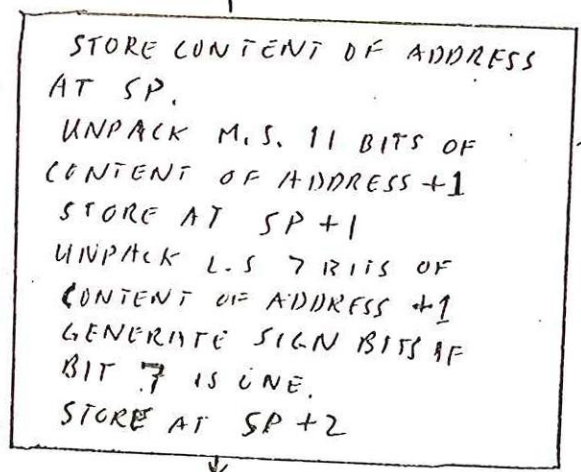 STORE CONTENT OF ADDRESS
AT SP.
UNPACK M.S. 11 BITS OF
CONTENT OF ADDRESS +1
STORE AT SP+1
UNPACK L.S 7 BITS OF
CONTENT OF ADDRESS +1
GENERATE SIGN BITS IF
BIT 7 IS ONE.
STORE AT SP+2